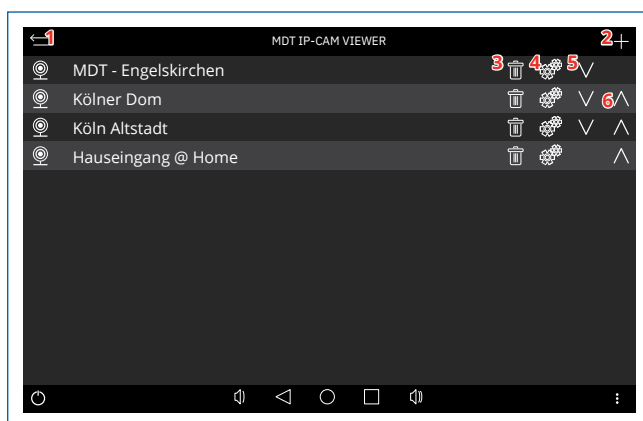 1 MDT IP-CAM VIEWER 2
MDT - Engelskirchen 3 4 5
Kölner Dom 6
Köln Altstadt
Hauseingang @ Home